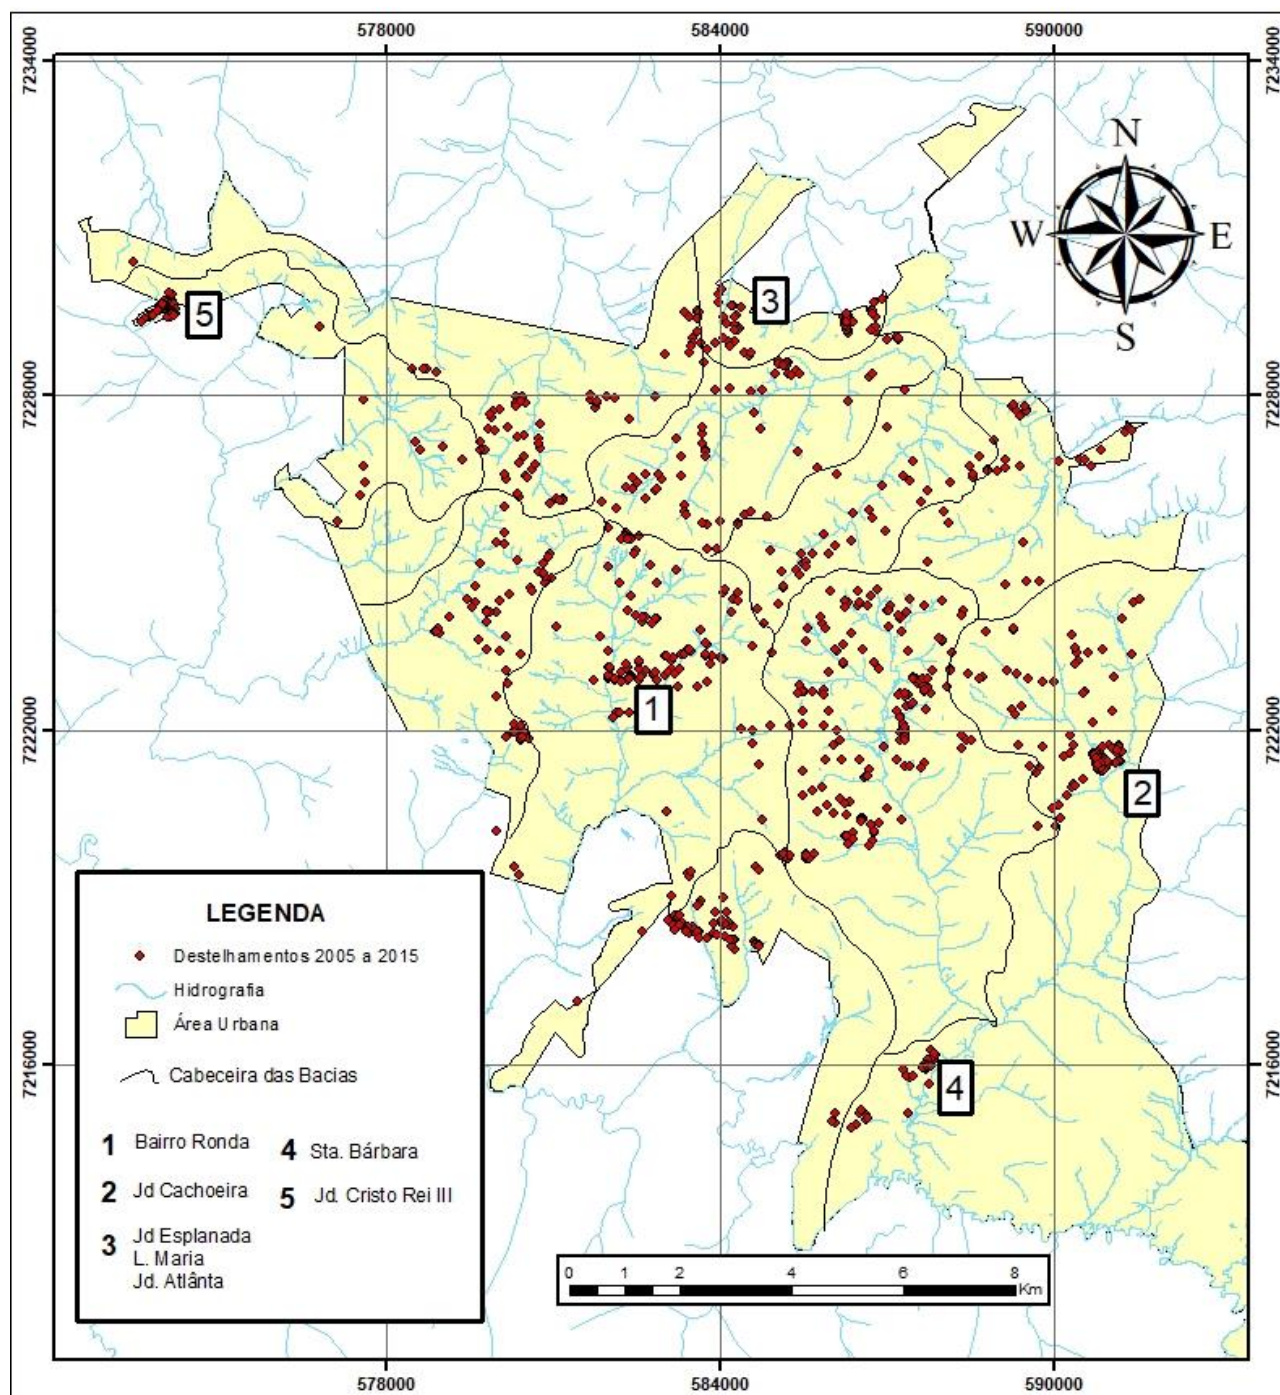 578000 584000 590000
7234000 7234000
N
W E
S
3
5
7228000 7228000
1
7222000 7222000
2
LEGENDA
Destelhamentos 2005 a 2015
Hidrografia
Área Urbana
7216000 7216000
Cabeceira das Bacias
4
1 Bairro Ronda
4 Sta. Bárbara
2 Jd Cachoeira
5 Jd. Cristo Rei III
3 Jd Esplanada
L. Maria
Jd. Atlânta
0 1 2 4 6 8
Km
578000 584000 590000